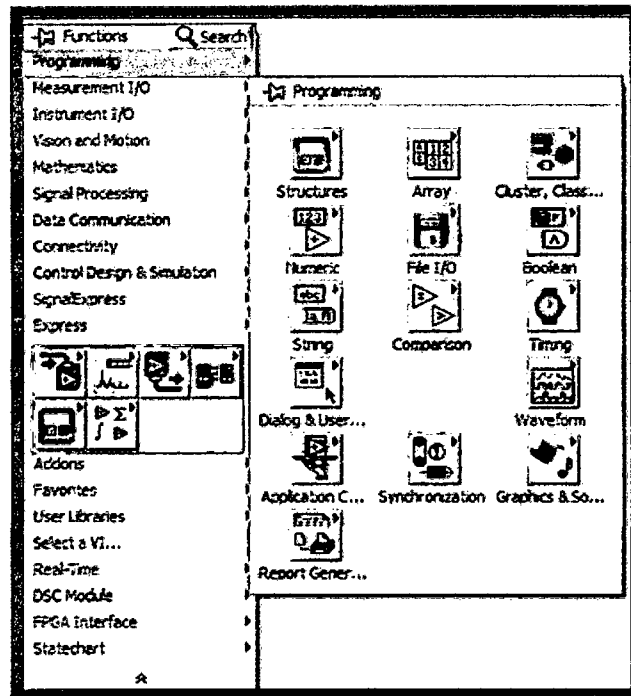 Functions Search
Programming
Measurement I/O
Instrument I/O
Vision and Motion
Mathematics
Signal Processing
Data Communication
Connectivity
Control Design & Simulation
SignalExpress
Express
Addons
Favorites
User Libraries
Select a VI...
Real-Time
DSC Module
FPGA Interface
Statechart
Programming
Structures Array Cluster, Class...
123
Numeric File I/O Boolean
abc
String Comparison Timing
Dialog & User... Waveform
Application C... Synchronization Graphics & So...
Report Gener...